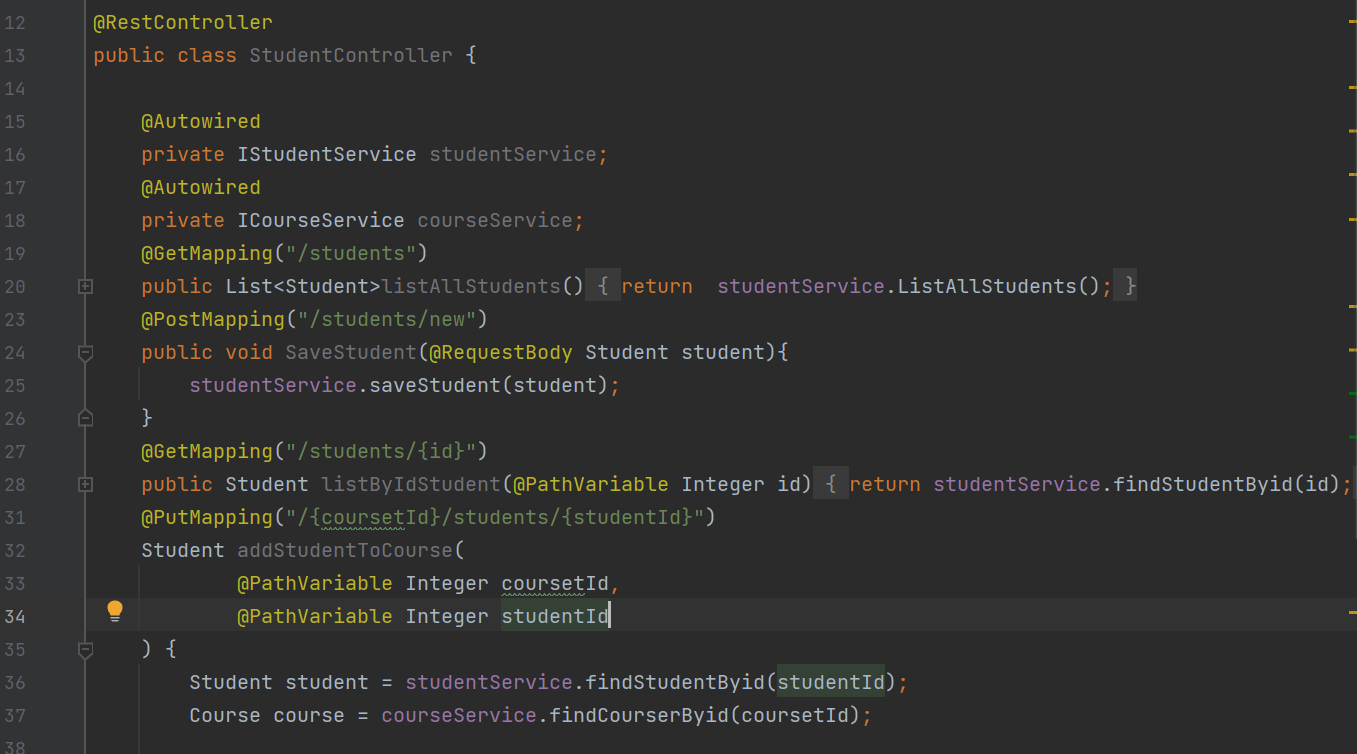 12 @RestController
13 public class StudentController {
14
15 @Autowired
16 private IStudentService studentService;
17 @Autowired
18 private ICourseService courseService;
19 @GetMapping("/students")
20 public List<Student>listAllStudents() { return  studentService.ListAllStudents(); }
23 @PostMapping("/students/new")
24 public void SaveStudent(@RequestBody Student student){
25 studentService.saveStudent(student);
26 }
27 @GetMapping("/students/{id}")
28 public Student listByIdStudent(@PathVariable Integer id) { return studentService.findStudentByid(id);
31 @PutMapping("/{coursetId}/students/{studentId}")
32 Student addStudentToCourse(
33 @PathVariable Integer coursetId,
34 @PathVariable Integer studentId
35 ) {
36 Student student = studentService.findStudentByid(studentId);
37 Course course = courseService.findCourserByid(coursetId);
38